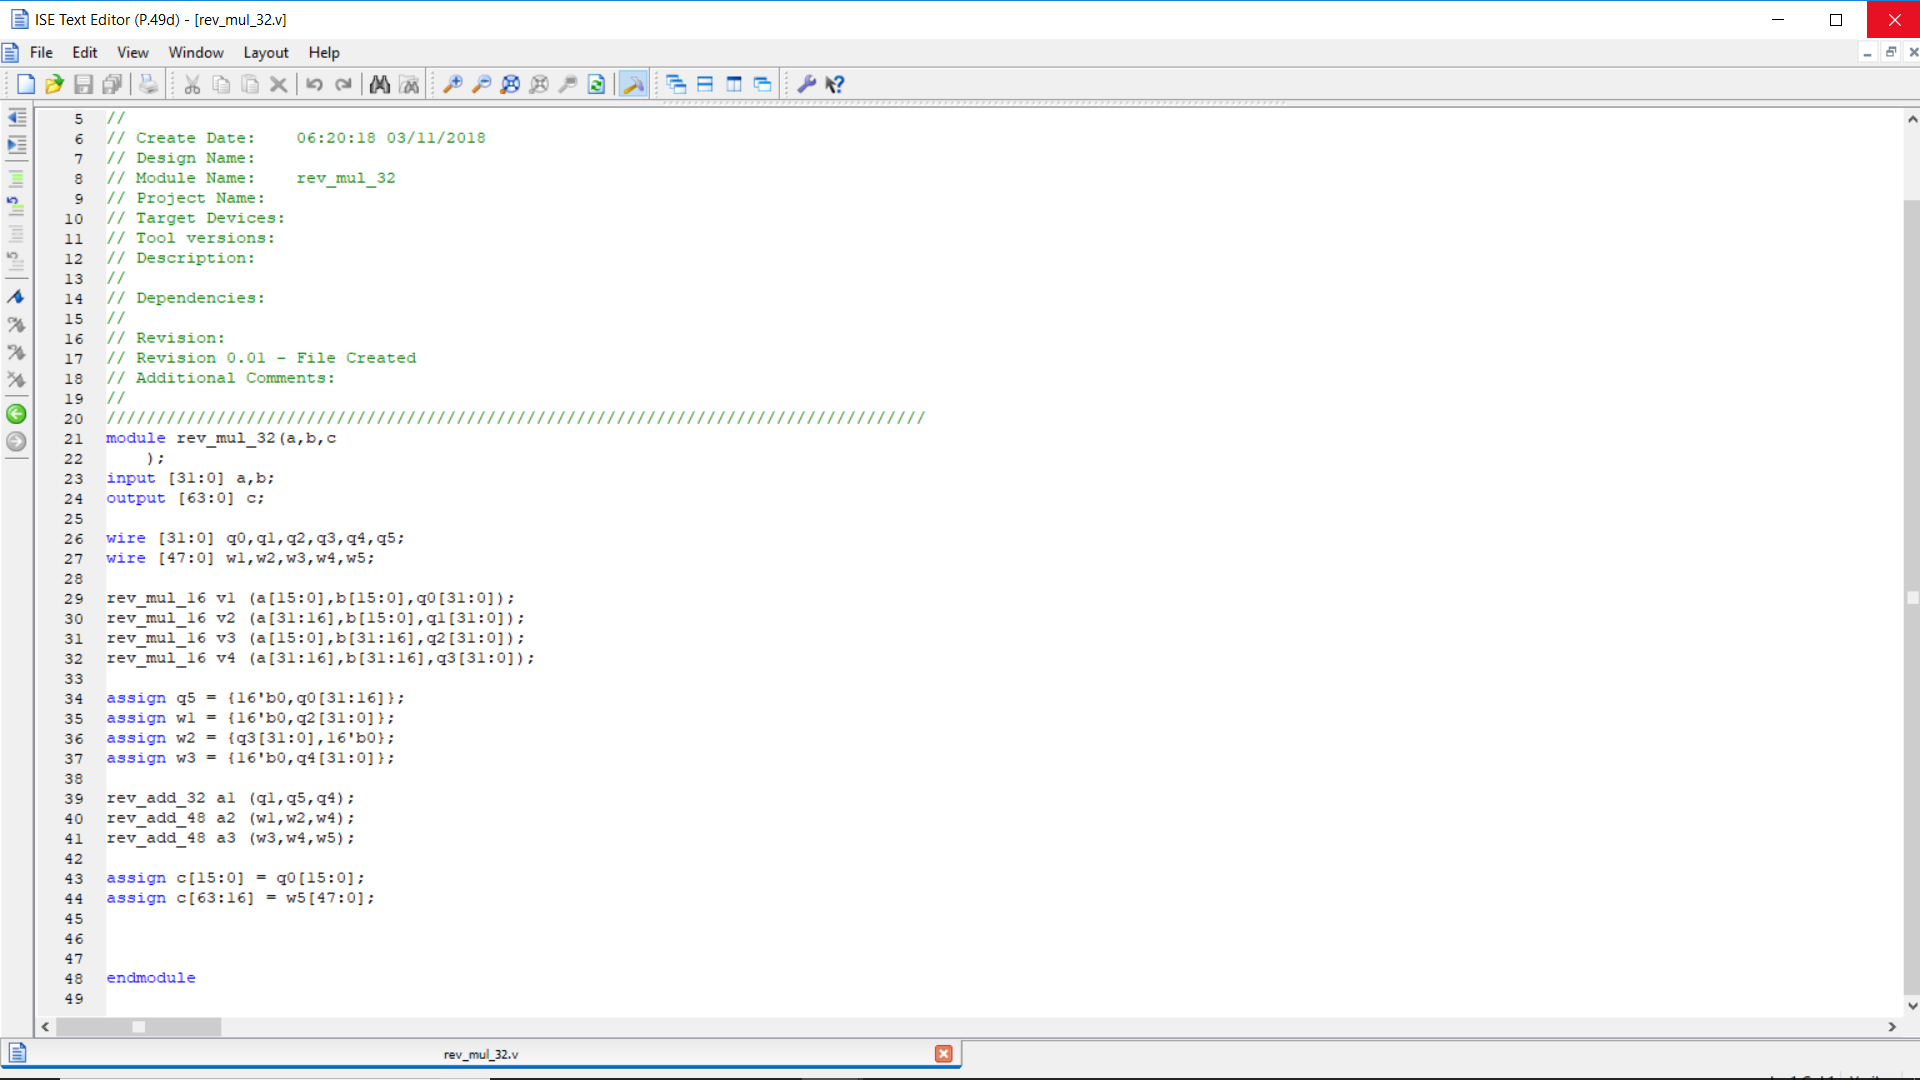 ISE Text Editor (P.49d) - [rev_mul_32.v]
File Edit View Window Layout Help
5 //
6 // Create Date: 06:20:18 03/11/2018
7 // Design Name:
8 // Module Name: rev_mul_32
9 // Project Name:
10 // Target Devices:
11 // Tool versions:
12 // Description:
13 //
14 // Dependencies:
15 //
16 // Revision:
17 // Revision 0.01 - File Created
18 // Additional Comments:
19 //
20 //////////////////////////////////////////////////////////////////////////////////
21 module rev_mul_32(a,b,c
22 );
23 input [31:0] a,b;
24 output [63:0] c;
25
26 wire [31:0] q0,q1,q2,q3,q4,q5;
27 wire [47:0] w1,w2,w3,w4,w5;
28
29 rev_mul_16 v1 (a[15:0],b[15:0],q0[31:0]);
30 rev_mul_16 v2 (a[31:16],b[15:0],q1[31:0]);
31 rev_mul_16 v3 (a[15:0],b[31:16],q2[31:0]);
32 rev_mul_16 v4 (a[31:16],b[31:16],q3[31:0]);
33
34 assign q5 = {16'b0,q0[31:16]};
35 assign w1 = {16'b0,q2[31:0]};
36 assign w2 = {q3[31:0],16'b0};
37 assign w3 = {16'b0,q4[31:0]};
38
39 rev_add_32 a1 (q1,q5,q4);
40 rev_add_48 a2 (w1,w2,w4);
41 rev_add_48 a3 (w3,w4,w5);
42
43 assign c[15:0] = q0[15:0];
44 assign c[63:16] = w5[47:0];
45
46
47
48 endmodule
49
rev_mul_32.v